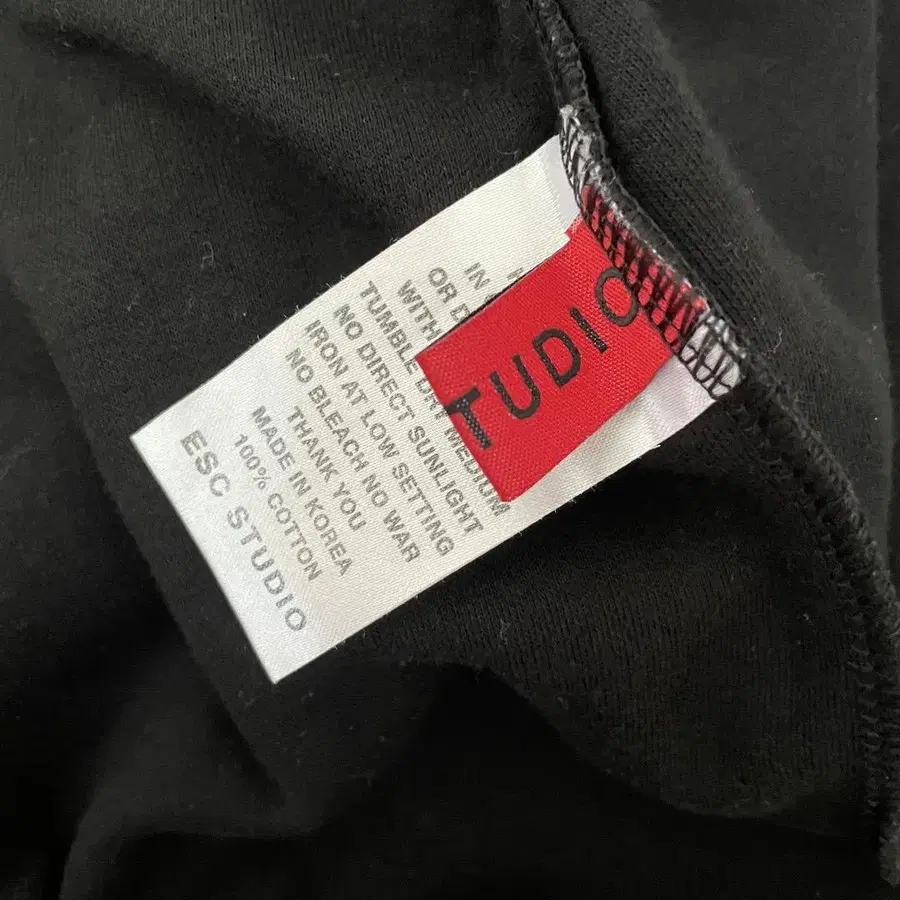 IN
OR D
WITH
TUMBLE DRY MEDIUM
NO DIRECT SUNLIGHT
IRON AT LOW SETTING
NO BLEACH NO WAR
THANK YOU
MADE IN KOREA
100% COTTON
ESC STUDIO
TUDIO